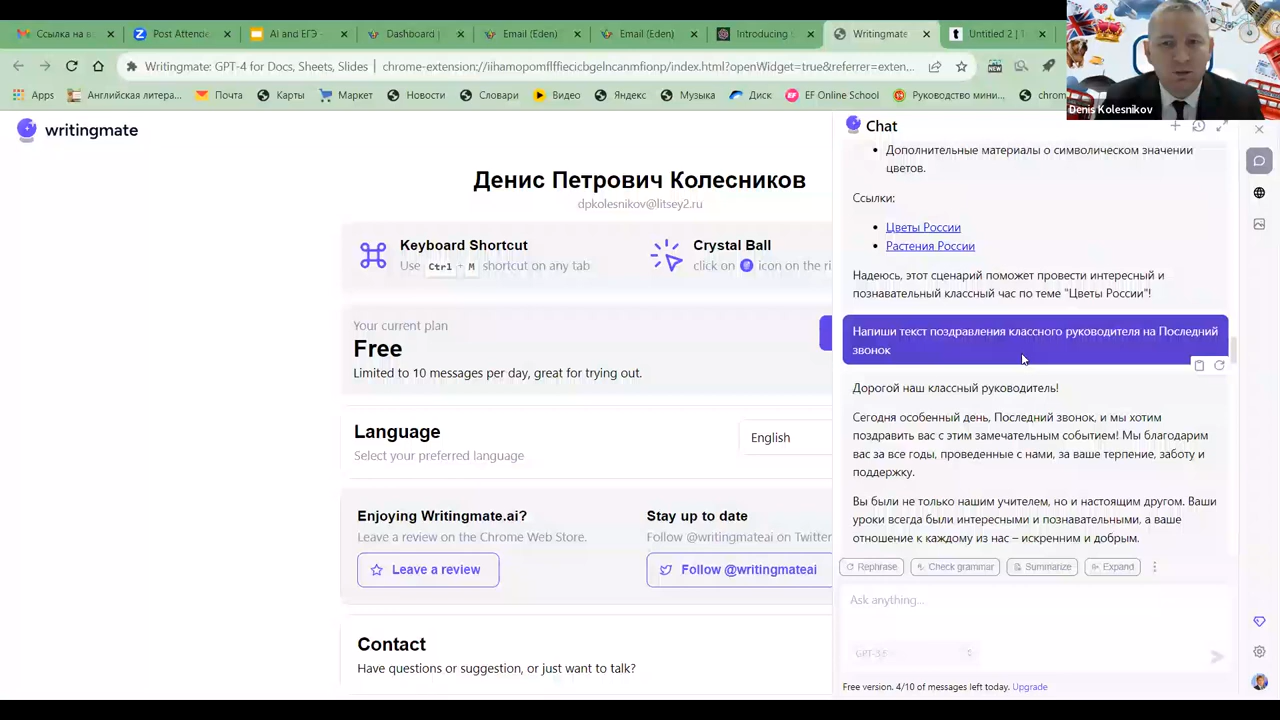 Ссылка на в
Post Attende
AI and ЕГЭ -
Dashboard |
Email (Eden)
Email (Eden)
Introducing
Writingmate
Untitled 2 | T
Writingmate: GPT-4 for Docs, Sheets, Slides | chrome-extension://iihamopomflffiecicbgelncanmfionp/index.html?openWidget=true&referrer=exten...
Apps
Английская литера...
Почта
Карты
Маркет
Новости
Словари
Видео
Яндекс
Музыка
Диск
EF Online School
Руководство мини...
chrom
Denis Kolesnikov
writingmate
Денис Петрович Колесников
dpkolesnikov@litsey2.ru
Keyboard Shortcut
Use Ctrl + M shortcut on any tab
Crystal Ball
click on icon on the ri
Your current plan
Free
Limited to 10 messages per day, great for trying out.
Language
Select your preferred language
English
Enjoying Writingmate.ai?
Leave a review on the Chrome Web Store.
Leave a review
Stay up to date
Follow @writingmateai on Twitter
Follow @writingmateai
Contact
Have questions or suggestion, or just want to talk?
Chat
• Дополнительные материалы о символическом значении
цветов.
Ссылки:
• Цветы России
• Растения России
Надеюсь, этот сценарий поможет провести интересный и
познавательный классный час по теме "Цветы России"!
Напиши текст поздравления классного руководителя на Последний
звонок
Дорогой наш классный руководитель!
Сегодня особенный день, Последний звонок, и мы хотим
поздравить вас с этим замечательным событием! Мы благодарим
вас за все годы, проведенные с нами, за ваше терпение, заботу и
поддержку.
Вы были не только нашим учителем, но и настоящим другом. Ваши
уроки всегда были интересными и познавательными, а ваше
отношение к каждому из нас – искренним и добрым.
Rephrase
Check grammar
Summarize
Expand
Ask anything...
Free version. 4/10 of messages left today. Upgrade